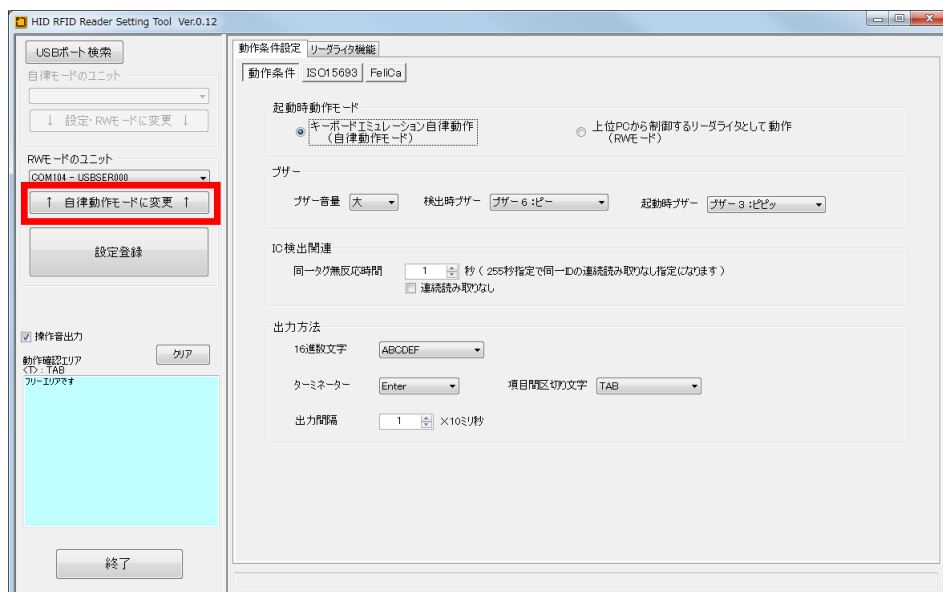 HID RFID Reader Setting Tool Ver.0.12
USBポート検索
自律モードのユニット
↓ 設定・RWモードに変更 ↓
RWモードのユニット
COM104 - USBSER000
↑ 自律動作モードに変更 ↑
設定登録
操作音出力
動作確認エリア
<T> : TAB
クリア
フリーエリアです
終了
動作条件設定 リーダライタ機能
動作条件 ISO15693 FeliCa
起動時動作モード
キーボードエミュレーション自律動作
(自律動作モード)
上位PCから制御するリーダライタとして動作
(RWモード)
ブザー
ブザー音量 大 検出時ブザー ブザー6:ピー 起動時ブザー ブザー3:ピピッ
IC検出関連
同一タグ無反応時間 1 秒 ( 255秒指定で同一IDの連続読み取りなし指定になります )
連続読み取りなし
出力方法
16進数文字 ABCDEF
ターミネーター Enter 項目間区切り文字 TAB
出力間隔 1 ×10ミリ秒